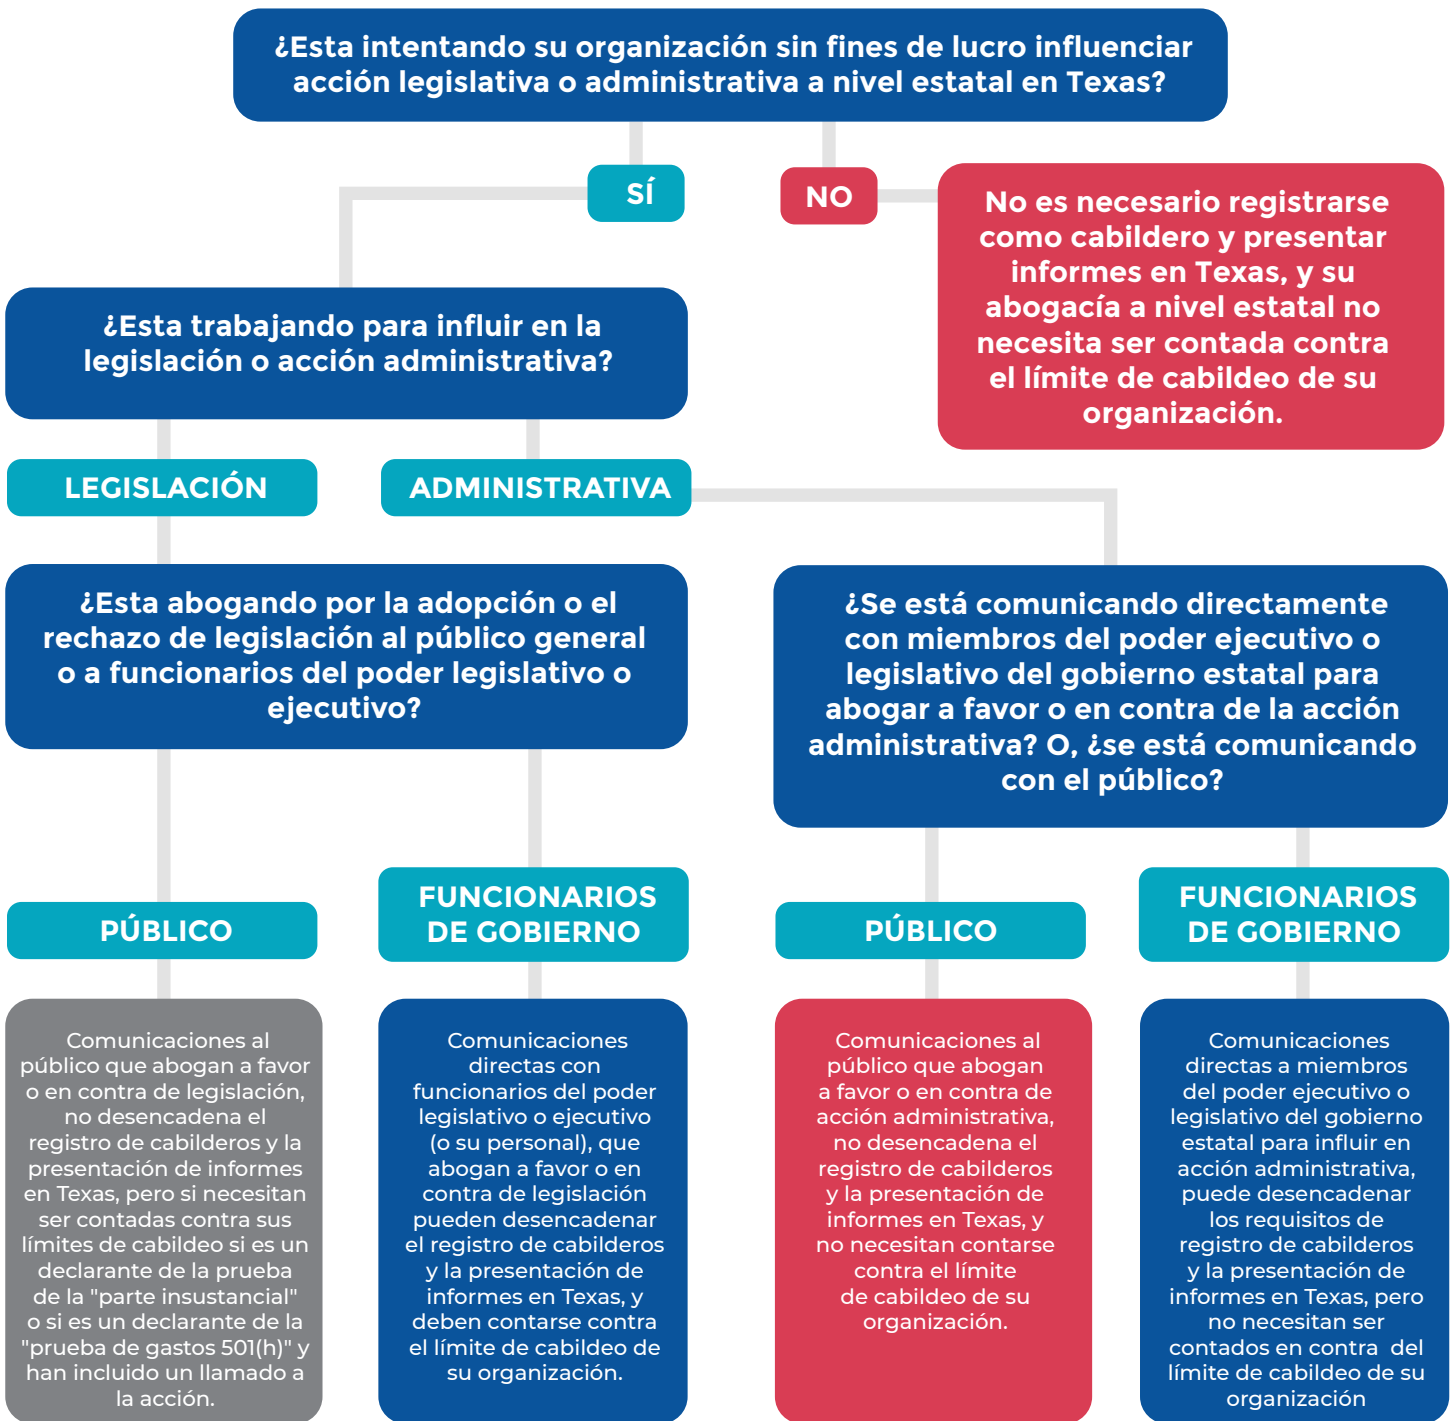 ¿Esta intentando su organización sin fines de lucro influenciar
acción legislativa o administrativa a nivel estatal en Texas?
SÍ
NO
No es necesario registrarse
como cabildero y presentar
informes en Texas, y su
abogacía a nivel estatal no
necesita ser contada contra
el límite de cabildeo de su
organización.
¿Esta trabajando para influir en la
legislación o acción administrativa?
LEGISLACIÓN
ADMINISTRATIVA
¿Esta abogando por la adopción o el
rechazo de legislación al público general
o a funcionarios del poder legislativo o
ejecutivo?
¿Se está comunicando directamente
con miembros del poder ejecutivo o
legislativo del gobierno estatal para
abogar a favor o en contra de la acción
administrativa? O, ¿se está comunicando
con el público?
PÚBLICO
FUNCIONARIOS
DE GOBIERNO
PÚBLICO
FUNCIONARIOS
DE GOBIERNO
Comunicaciones al
público que abogan a favor
o en contra de legislación,
no desencadena el
registro de cabilderos y la
presentación de informes
en Texas, pero si necesitan
ser contadas contra sus
límites de cabildeo si es un
declarante de la prueba
de la "parte insustancial"
o si es un declarante de la
"prueba de gastos 501(h)" y
han incluido un llamado a
la acción.
Comunicaciones
directas con
funcionarios del poder
legislativo o ejecutivo
(o su personal), que
abogan a favor o en
contra de legislación
pueden desencadenar
el registro de cabilderos
y la presentación de
informes en Texas, y
deben contarse contra
el límite de cabildeo de
su organización.
Comunicaciones al
público que abogan
a favor o en contra de
acción administrativa,
no desencadena el
registro de cabilderos
y la presentación de
informes en Texas, y
no necesitan contarse
contra el límite
de cabildeo de su
organización.
Comunicaciones
directas a miembros
del poder ejecutivo o
legislativo del gobierno
estatal para influir en
acción administrativa,
puede desencadenar
los requisitos de
registro de cabilderos
y la presentación de
informes en Texas, pero
no necesitan ser
contados en contra del
límite de cabildeo de su
organización